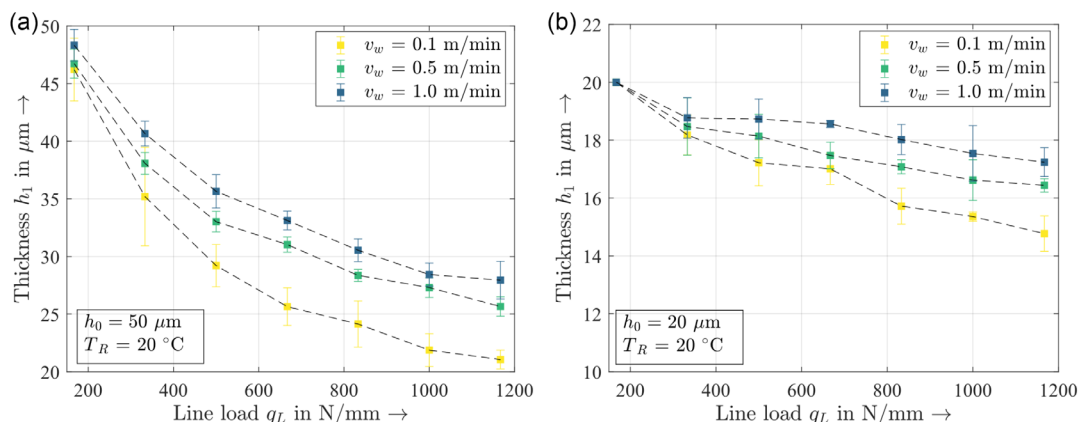 (a)
50
45
40
35
30
25
20
Thickness h₁ in μm →
v_w = 0.1 m/min
v_w = 0.5 m/min
v_w = 1.0 m/min
h₀ = 50 μm
T_R = 20 °C
200 400 600 800 1000 1200
Line load q_L in N/mm →
(b)
22
20
18
16
14
12
10
Thickness h₁ in μm →
v_w = 0.1 m/min
v_w = 0.5 m/min
v_w = 1.0 m/min
h₀ = 20 μm
T_R = 20 °C
200 400 600 800 1000 1200
Line load q_L in N/mm →